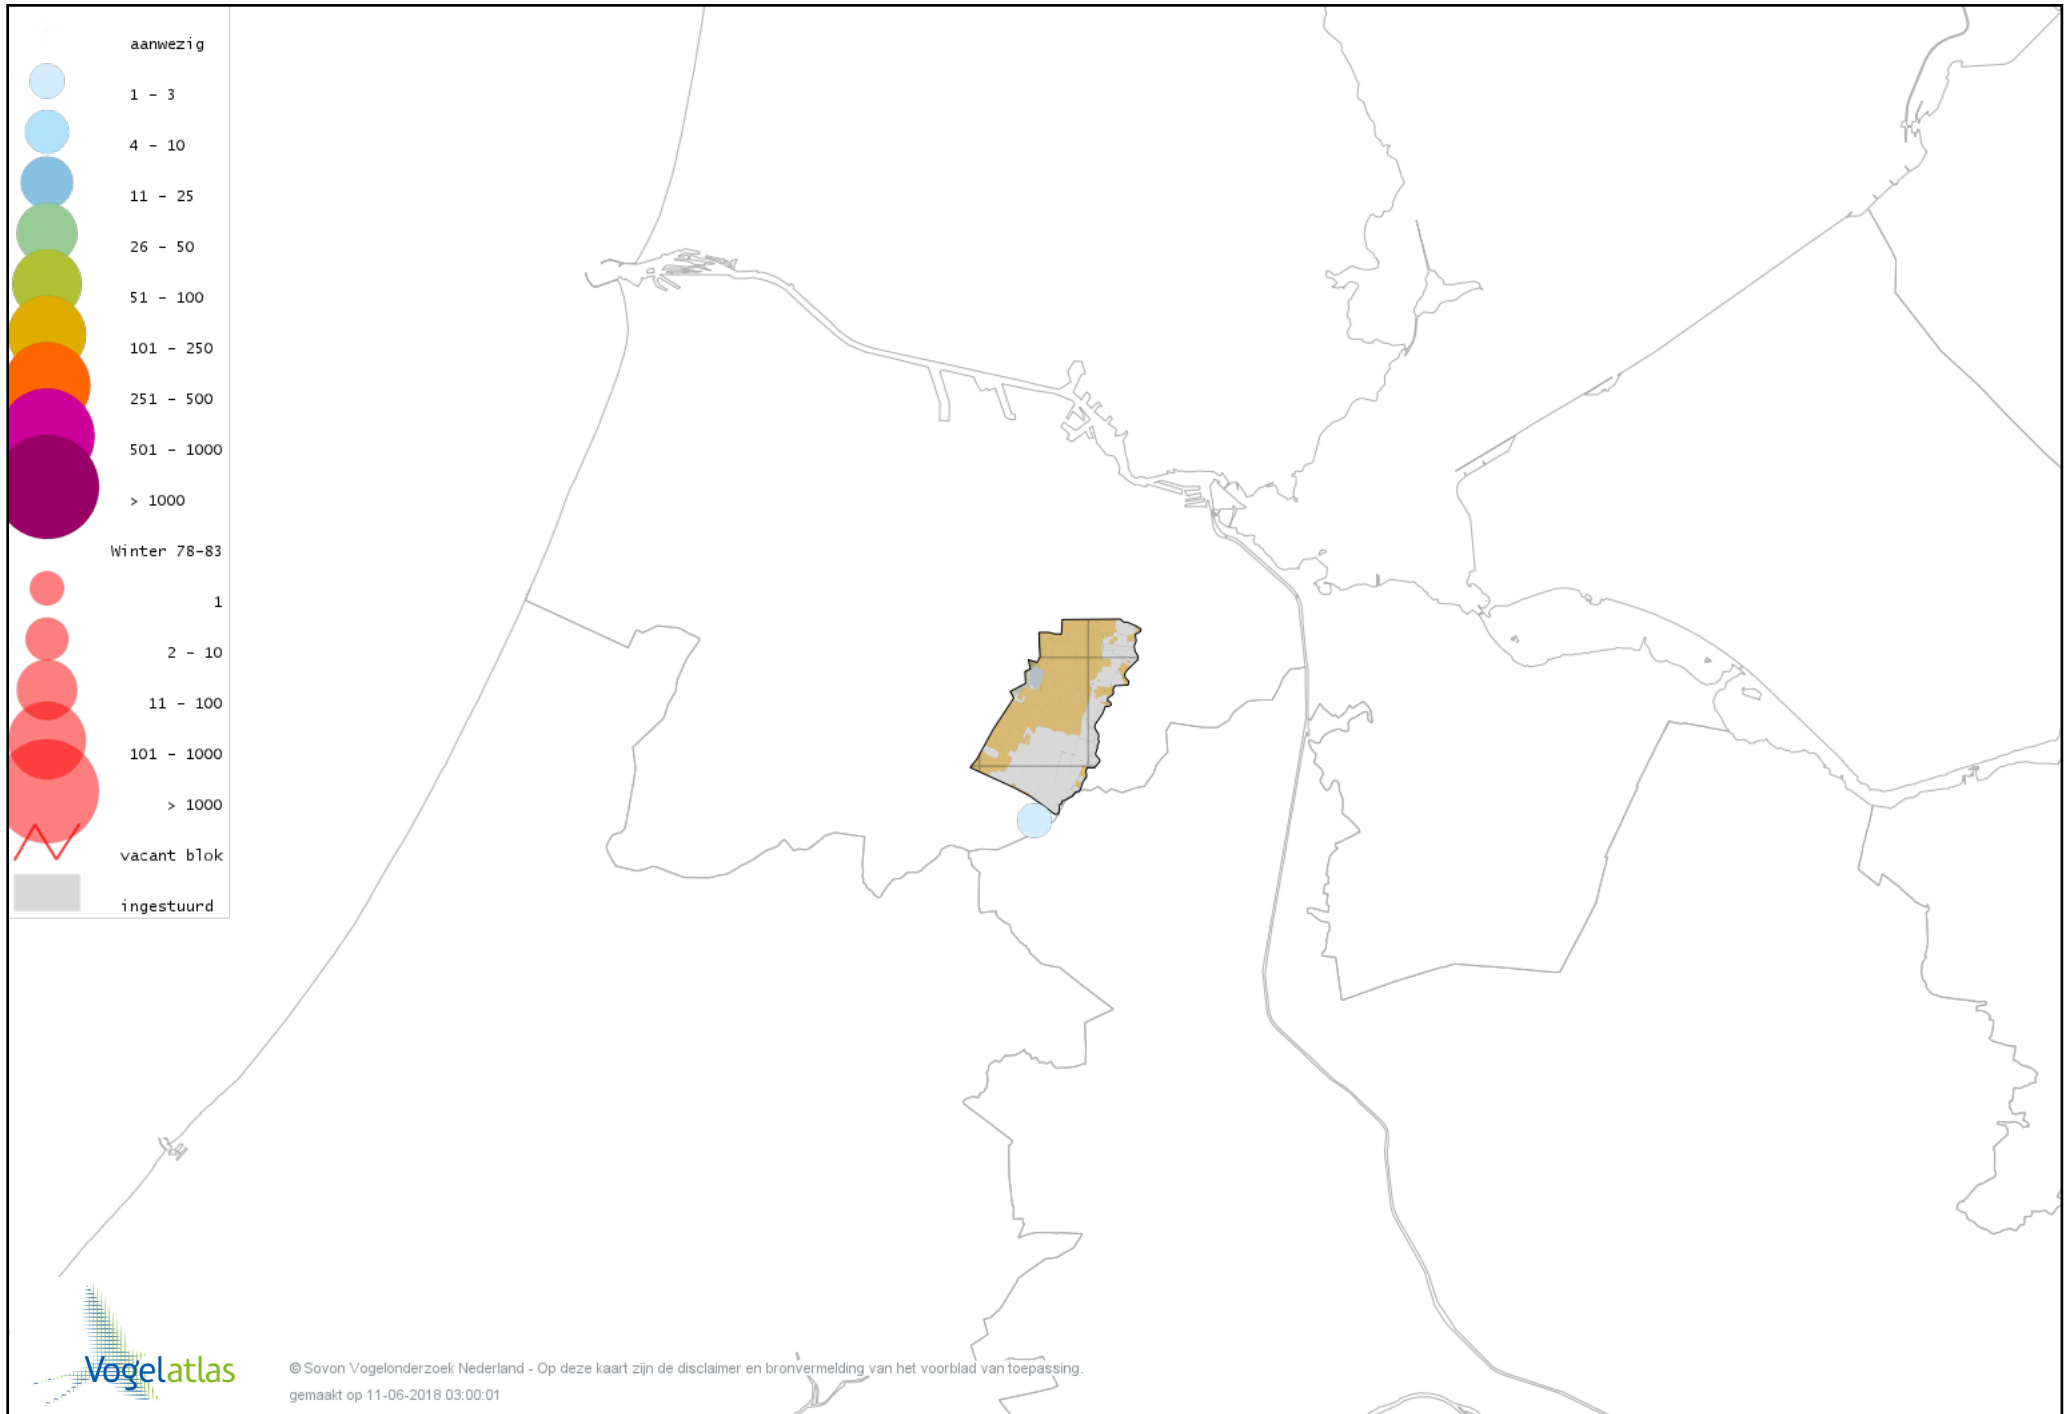 aanwezig
1 - 3
4 - 10
11 - 25
26 - 50
51 - 100
101 - 250
251 - 500
501 - 1000
> 1000
Winter 78-83
1
2 - 10
11 - 100
101 - 1000
> 1000
vacant blok
ingestuurd
Vogelatlas
© Sovon Vogelonderzoek Nederland - Op deze kaart zijn de disclaimer en bronvermelding van het voorblad van toepassing.
gemaakt op 11-06-2018 03:00:01